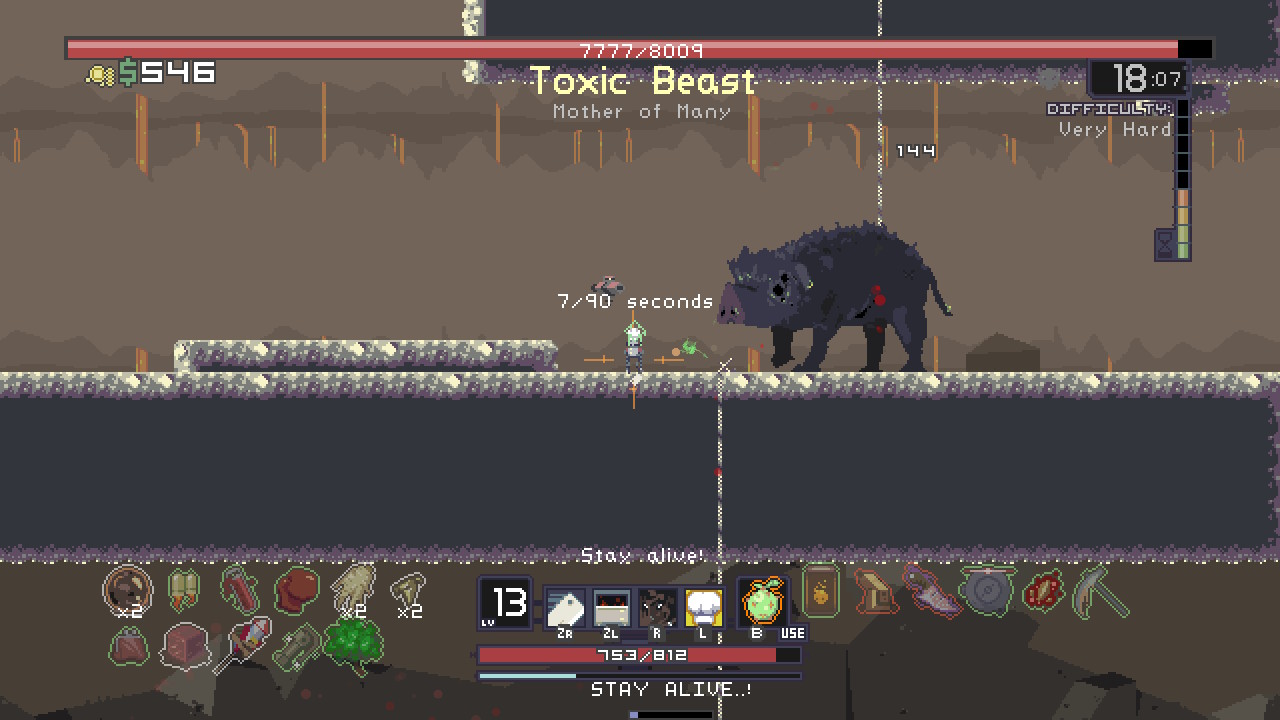 7777/8009
$546
Toxic Beast
Mother of Many
18:07
DIFFICULTY:
Very Hard
144
7/90 seconds
Stay alive!
x2
x2
x2
13
LV
ZR
ZL
R
L
B
USE
753/812
STAY ALIVE..!